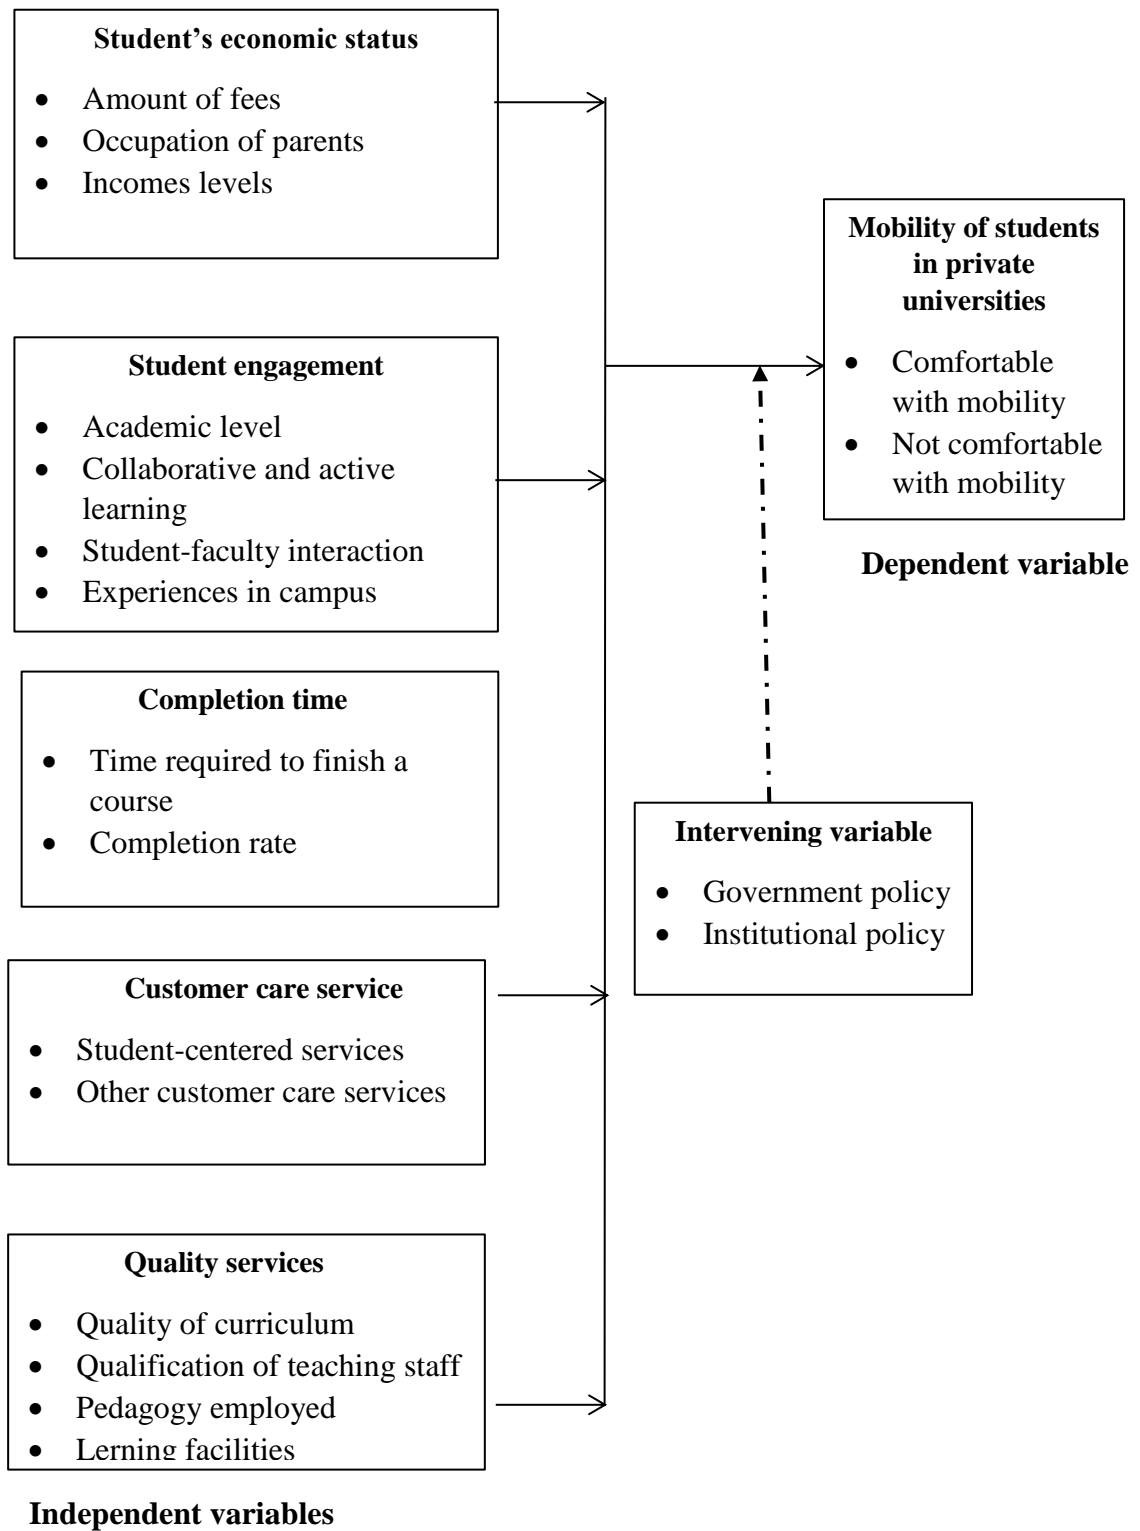 Student’s economic status
• Amount of fees
• Occupation of parents
• Incomes levels
Student engagement
• Academic level
• Collaborative and active
learning
• Student-faculty interaction
• Experiences in campus
Completion time
• Time required to finish a
course
• Completion rate
Customer care service
• Student-centered services
• Other customer care services
Quality services
• Quality of curriculum
• Qualification of teaching staff
• Pedagogy employed
• Lerning facilities
Independent variables
Intervening variable
• Government policy
• Institutional policy
Mobility of students
in private
universities
• Comfortable
with mobility
• Not comfortable
with mobility
Dependent variable